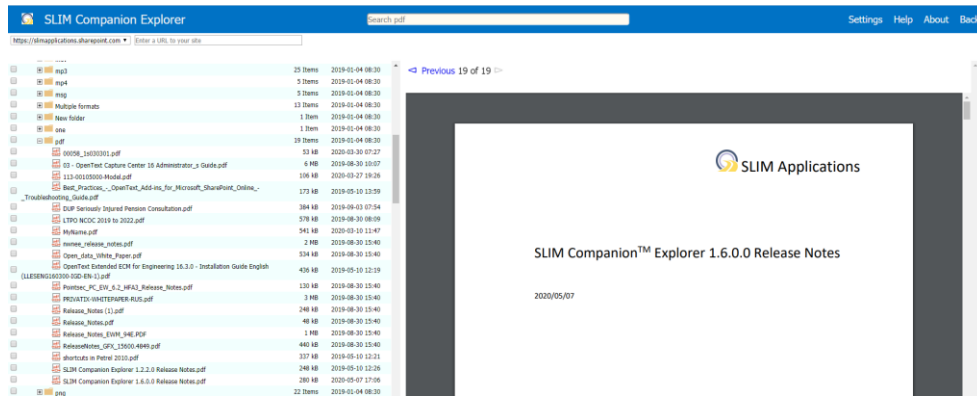 SLIM Companion Explorer Search pdf Settings Help About Back
https://slimapplications.sharepoint.com Enter a URL to your site
mp3 25 Items 2019-01-04 08:30
mp4 5 Items 2019-01-04 08:30
msg 5 Items 2019-01-04 08:30
Multiple formats 13 Items 2019-01-04 08:30
New folder 1 Item 2019-01-04 08:30
one 1 Item 2019-01-04 08:30
pdf 19 Items 2019-01-04 08:30
00058_1s030301.pdf 53 kB 2020-03-30 07:27
03 - OpenText Capture Center 16 Administrator_s Guide.pdf 6 MB 2019-08-30 10:07
113-00103000-Model.pdf 106 kB 2020-03-27 19:26
Best_Practices_-_OpenText_Add-ins_for_Microsoft_SharePoint_Online_-
_Troubleshooting_Guide.pdf 173 kB 2019-05-10 13:59
DUP Seriously Injured Pension Consultation.pdf 384 kB 2019-09-03 07:54
LTPO NCOC 2019 to 2022.pdf 578 kB 2019-08-30 08:09
MyName.pdf 541 kB 2020-03-10 11:47
nwnee_release_notes.pdf 2 MB 2019-08-30 15:40
Open_data_White_Paper.pdf 534 kB 2019-08-30 15:40
OpenText Extended ECM for Engineering 16.3.0 - Installation Guide English
(LLESENG160300-IGD-EN-1).pdf 436 kB 2019-05-10 12:19
Pointsec_PC_EW_6.2_HFA3_Release_Notes.pdf 130 kB 2019-08-30 15:40
PRIVATIX-WHITEPAPER-RUS.pdf 3 MB 2019-08-30 15:40
Release_Notes (1).pdf 248 kB 2019-08-30 15:40
Release_Notes.pdf 48 kB 2019-08-30 15:40
Release_Notes_EWM_94E.PDF 1 MB 2019-08-30 15:40
ReleaseNotes_GFX_15600.4849.pdf 440 kB 2019-08-30 15:40
shortcuts in Petrel 2010.pdf 337 kB 2019-05-10 12:21
SLIM Companion Explorer 1.2.2.0 Release Notes.pdf 248 kB 2019-05-10 12:26
SLIM Companion Explorer 1.6.0.0 Release Notes.pdf 280 kB 2020-05-07 17:06
png 22 Items 2019-01-04 08:30
Previous 19 of 19
SLIM Applications
SLIM Companion™ Explorer 1.6.0.0 Release Notes
2020/05/07